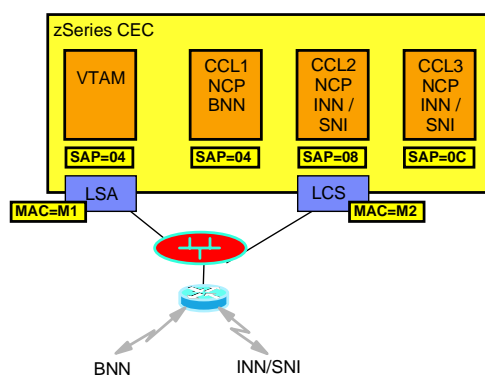 zSeries CEC
VTAM
CCL1
NCP
BNN
CCL2
NCP
INN /
SNI
CCL3
NCP
INN /
SNI
SAP=04
SAP=04
SAP=08
SAP=0C
LSA
LCS
MAC=M1
MAC=M2
BNN
INN/SNI